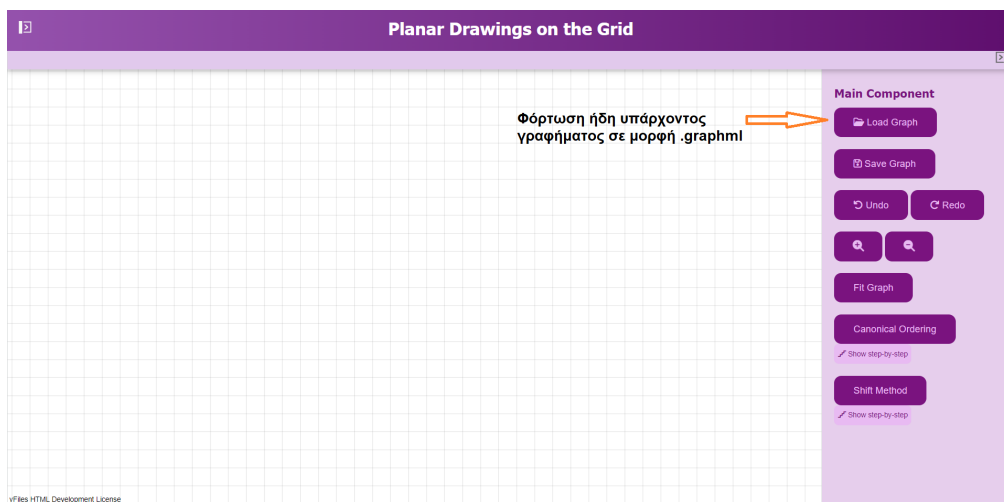 Planar Drawings on the Grid
Main Component
Φόρτωση ήδη υπάρχοντος
γραφήματος σε μορφή .graphml
Load Graph
Save Graph
Undo
Redo
Fit Graph
Canonical Ordering
Show step-by-step
Shift Method
Show step-by-step
yFiles HTML Development License